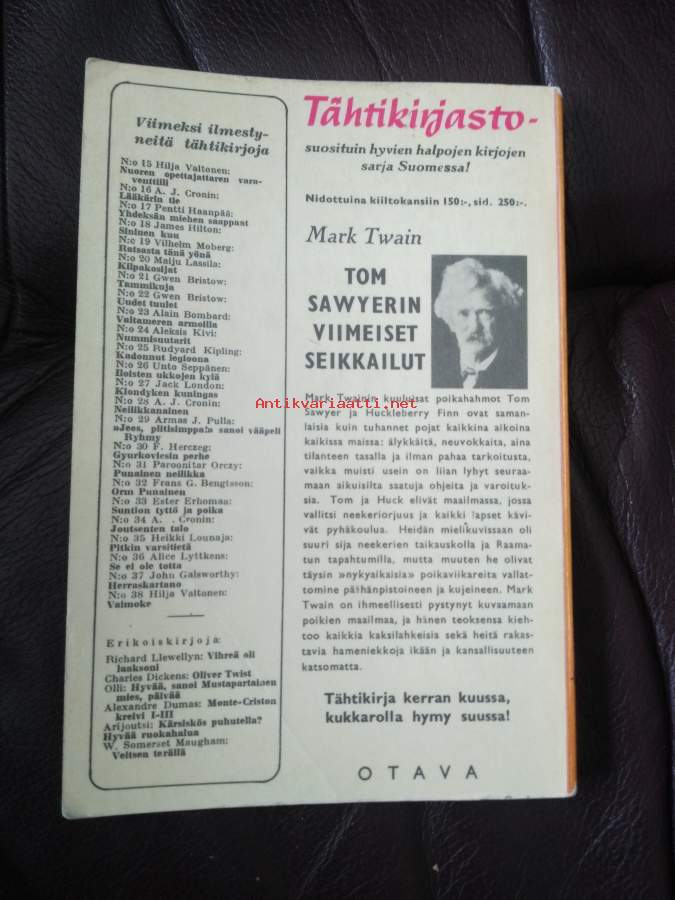 Viimeksi ilmesty-
neitä tähtikirjoja
N:o 15 Hilja Valtonen:
Nuoren opettajattaren vara-
venttiili
N:o 16 A. J. Cronin:
Lääkärin tie
N:o 17 Pentti Haanpää:
Yhdeksän miehen saappaat
N:o 18 James Hilton:
Sininen kuu
N:o 19 Vilhelm Moberg:
Ratsasta tänä yönä
N:o 20 Maiju Lassila:
Kilpakosijat
N:o 21 Gwen Bristow:
Tammikuja
N:o 22 Gwen Bristow:
Uudet tuulet
N:o 23 Alain Bombard:
Valtameren armoilla
N:o 24 Aleksis Kivi:
Nummisuutarit
N:o 25 Rudyard Kipling:
Kadonnut legioona
N:o 26 Unto Seppänen:
Iloisten ukkojen kylä
N:o 27 Jack London:
Klondyken kuningas
N:o 28 A. J. Cronin:
Neilikkanainen
N:o 29 Armas J. Pulla:
»Jees, plitisimppa!» sanoi vääpeli
Ryhmy
N:o 30 F. Herczeg:
Gyurkoviesin perhe
N:o 31 Paroonitar Orczy:
Punainen neilikka
N:o 32 Frans G. Bengtsson:
Orm Punainen
N:o 33 Ester Erhomaa:
Suntion tyttö ja poika
N:o 34 A. . Cronin:
Joutsenten talo
N:o 35 Heikki Lounaja:
Pitkin varsitietä
N:o 36 Alice Lyttkens:
Se ei ole totta
N:o 37 John Galsworthy:
Herraskartano
N:o 38 Hilja Valtonen:
Vaimoke
Erikoiskirjoja:
Richard Llewellyn: Vihreä oli
laaksoni
Charles Dickens: Oliver Twist
Olli: Hyvää, sanoi Mustapartainen
mies, päivää
Alexandre Dumas: Monte-Criston
kreivi I-III
Arijoutsi: Kärsiskös puhutella?
Hyvää ruokahalua
W. Somerset Maugham:
Veitsen terällä
Tähtikirjasto-
suosituin hyvien halpojen kirjojen
sarja Suomessa!
Nidottuina kiiltokansiin 150:-, sid. 250:-.
Mark Twain
TOM
SAWYERIN
VIIMEISET
SEIKKAILUT
Mark Twainin kuuluisat poikahahmot Tom
Antikvariaatti.net
Sawyer ja Huckleberry Finn ovat saman-
laisia kuin tuhannet pojat kaikkina aikoina
kaikissa maissa: älykkäitä, neuvokkaita, aina
tilanteen tasalla ja ilman pahaa tarkoitusta,
vaikka muisti usein on liian lyhyt seuraa-
maan aikuisilta saatuja ohjeita ja varoituk-
sia. Tom ja Huck elivät maailmassa, jossa
vallitsi neekeriorjuus ja kaikki lapset kävi-
vät pyhäkoulua. Heidän mielikuvissaan oli
suuri sija neekerien taikauskolla ja Raama-
tun tapahtumilla, mutta muuten he olivat
täysin »nykyaikaisia» poikaviikareita vallat-
tomine päähänpistoineen ja kujeineen. Mark
Twain on ihmeellisesti pystynyt kuvaamaan
poikien maailmaa, ja hänen teoksensa kieh-
too kaikkia kaksilahkeisia sekä heitä rakas-
tavia hameniekkoja ikään ja kansallisuuteen
katsomatta.
Tähtikirja kerran kuussa,
kukkarolla hymy suussa!
OTAVA